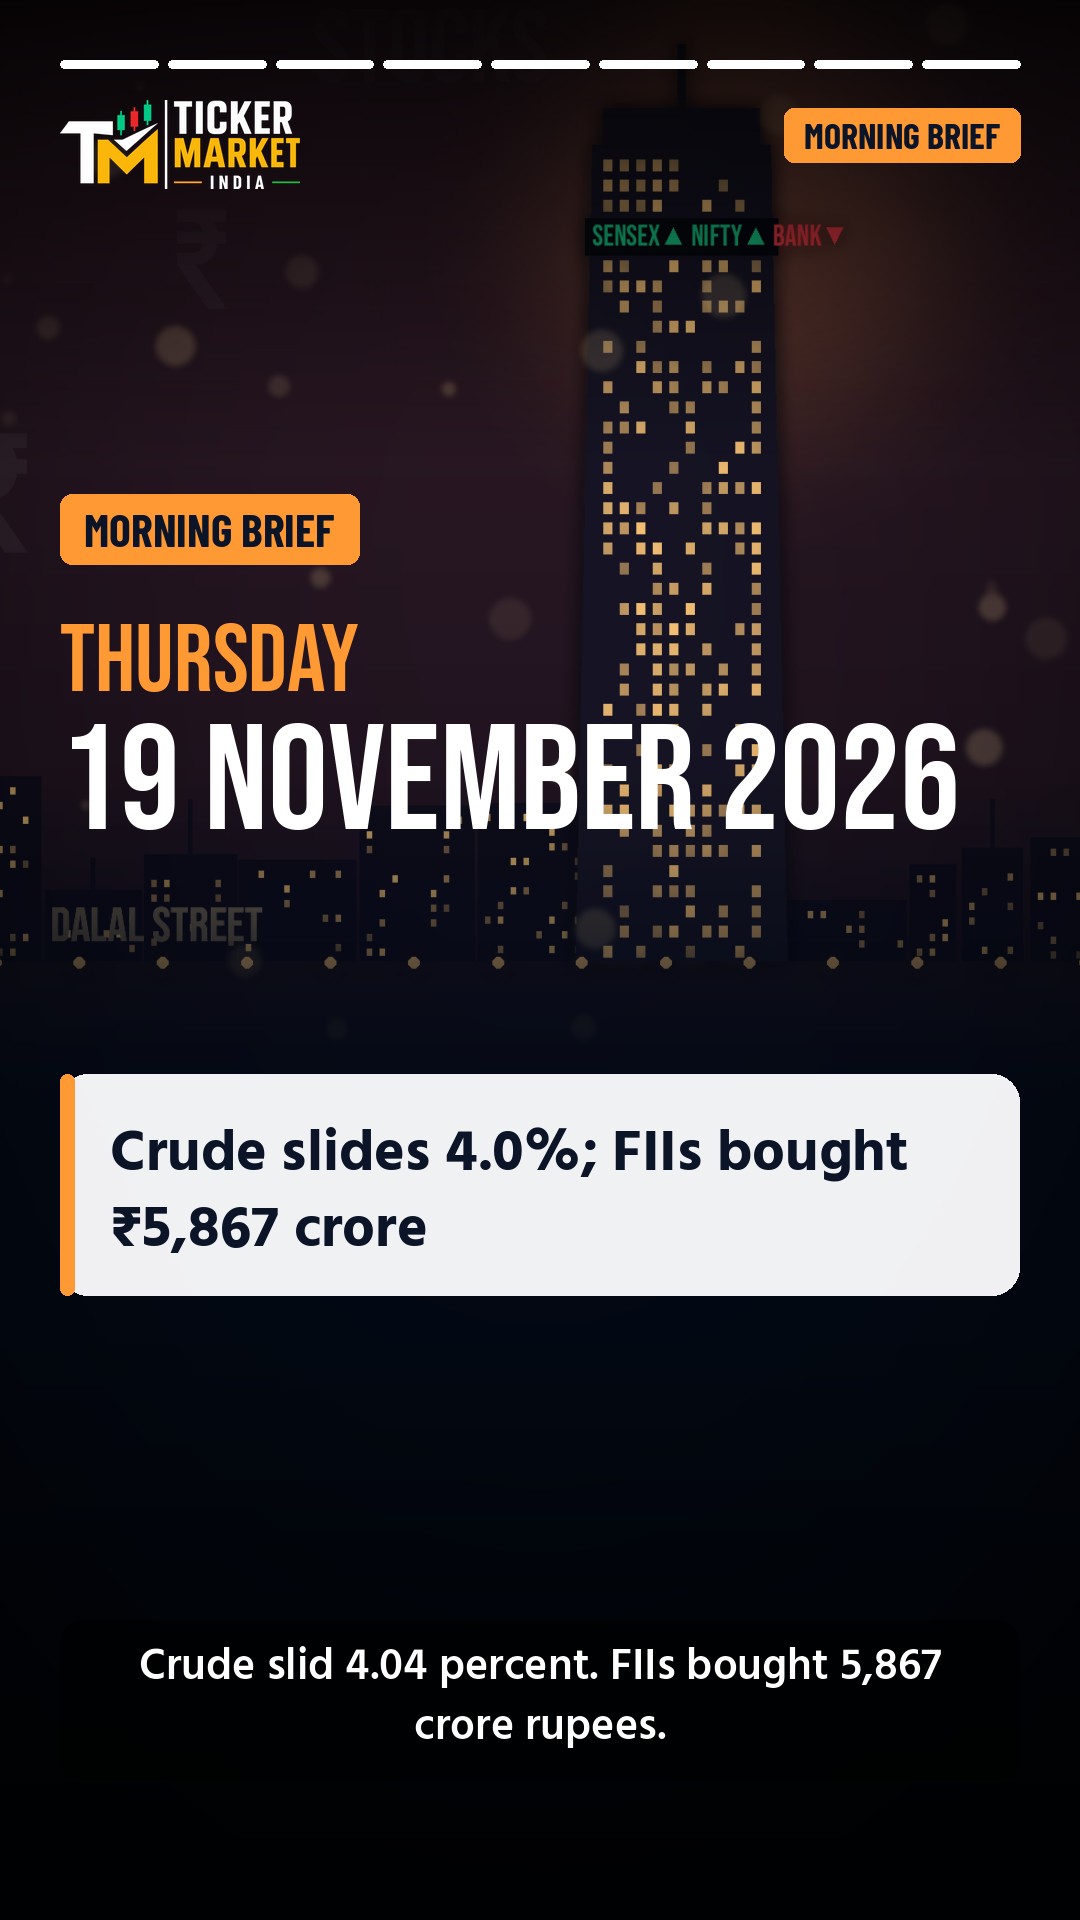 STOCKS
TICKER
MARKET
INDIA
MORNING BRIEF
SENSEX▲ NIFTY▲ BANK▼
₹
₹
MORNING BRIEF
THURSDAY
19 NOVEMBER 2026
DALAL STREET
Crude slides 4.0%; FIIs bought
₹5,867 crore
Crude slid 4.04 percent. FIIs bought 5,867
crore rupees.